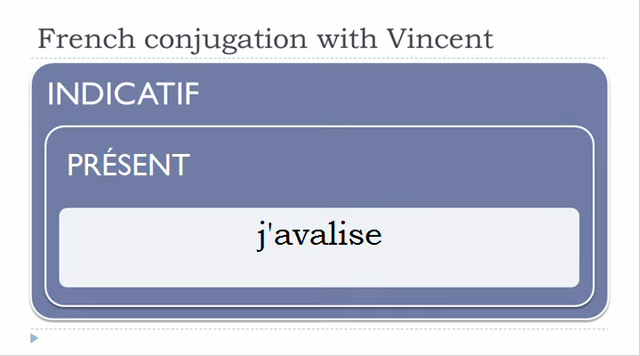 French conjugation with Vincent
INDICATIF
PRÉSENT
j'avalise